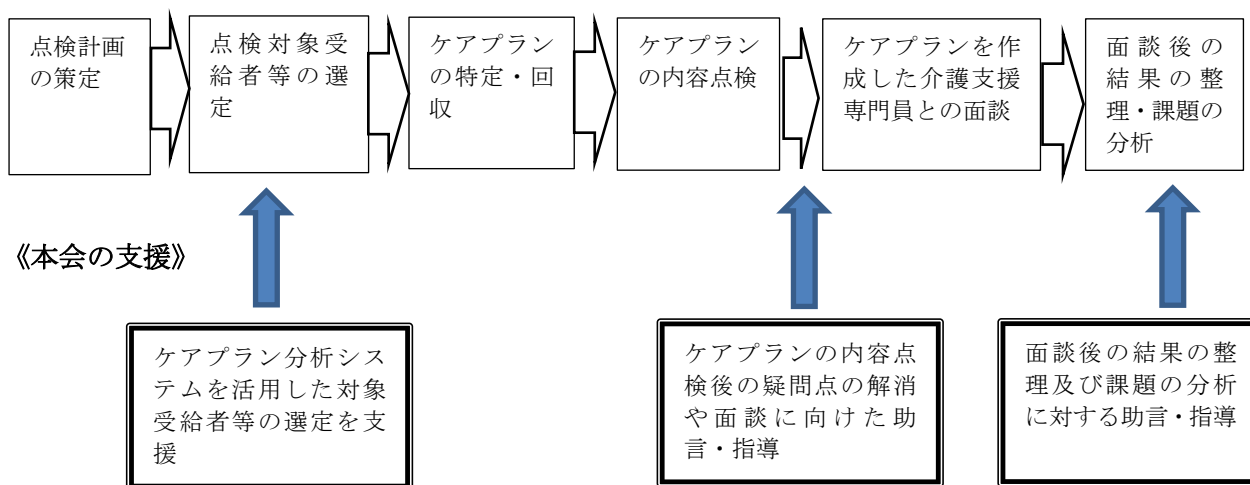 点検計画
の策定
点検対象受
給者等の選
定
ケアプラン
の特定・回
収
ケアプラン
の内容点検
ケアプランを作
成した介護支援
専門員との面談
面談後の
結果の整
理・課題の
分析
《本会の支援》
ケアプラン分析シス
テムを活用した対象
受給者等の選定を支
援
ケアプランの内容点
検後の疑問点の解消
や面談に向けた助
言・指導
面談後の結果の整
理及び課題の分析
に対する助言・指導